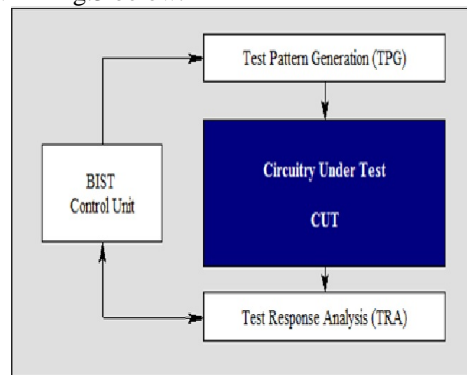 Test Pattern Generation (TPG)
Circuitry Under Test
CUT
BIST
Control Unit
Test Response Analysis (TRA)